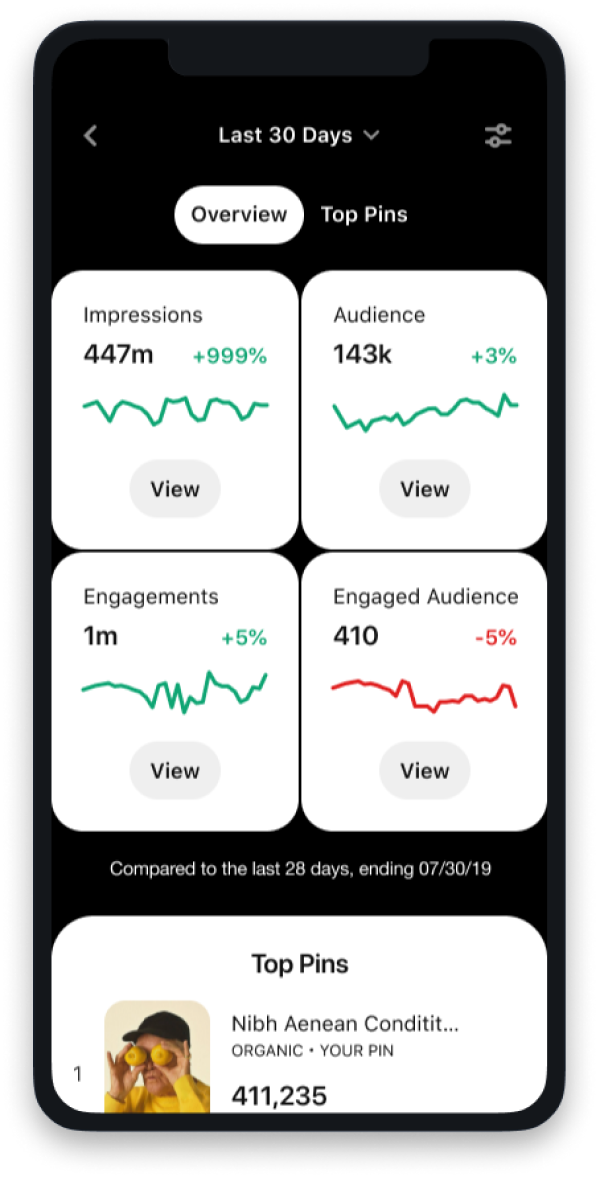 Last 30 Days
Overview Top Pins
Impressions
447m +999%
View
Audience
143k +3%
View
Engagements
1m +5%
View
Engaged Audience
410 -5%
View
Compared to the last 28 days, ending 07/30/19
Top Pins
1
Nibh Aenean Conditit...
ORGANIC • YOUR PIN
411,235